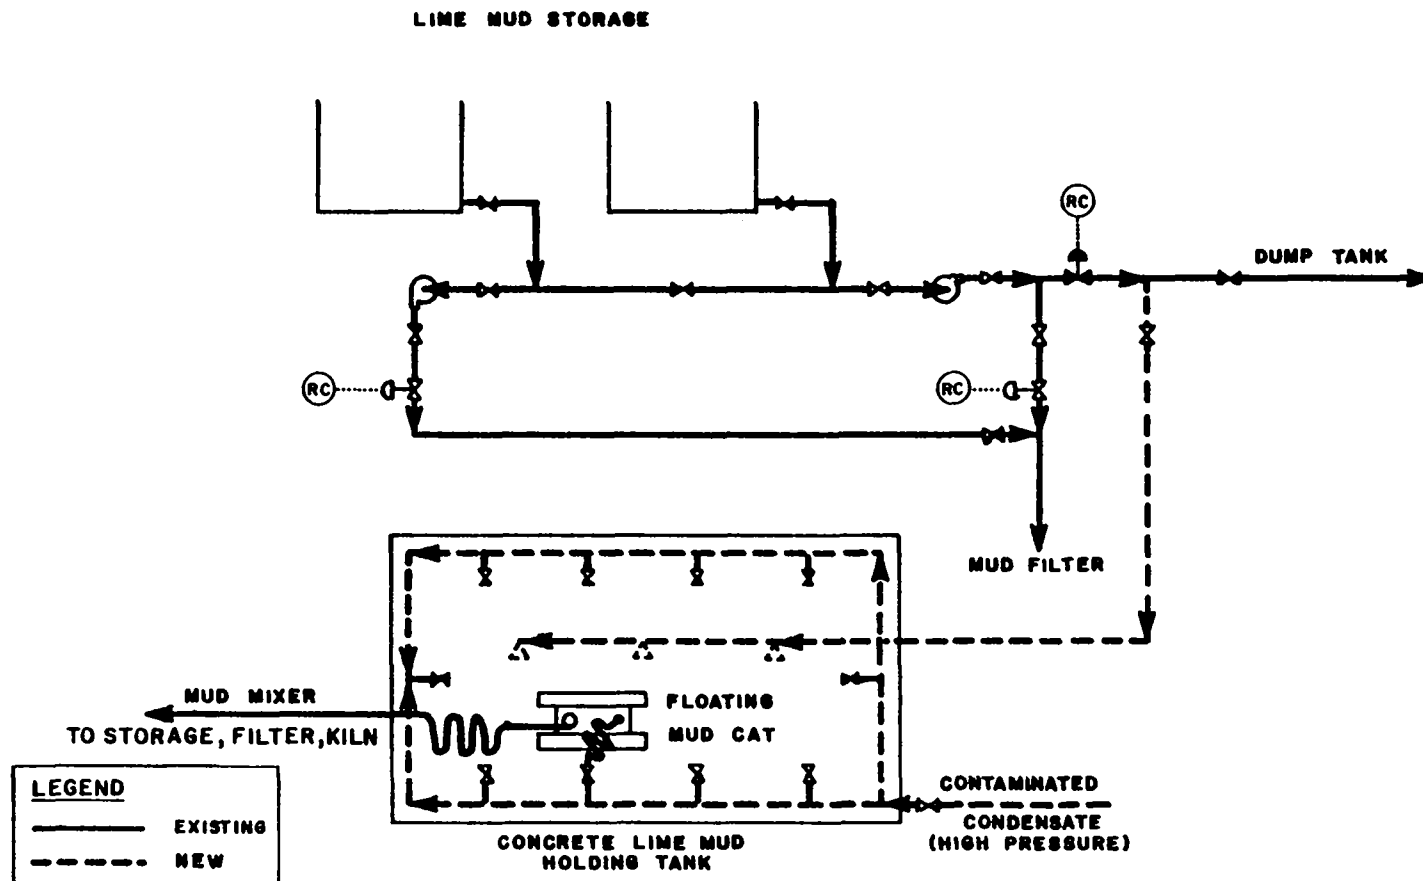 LIME MUD STORAGE
RC
DUMP TANK
RC
RC
MUD FILTER
MUD MIXER
TO STORAGE, FILTER, KILN
FLOATING
MUD CAT
LEGEND
EXISTING
NEW
CONTAMINATED
CONDENSATE
(HIGH PRESSURE)
CONCRETE LIME MUD
HOLDING TANK